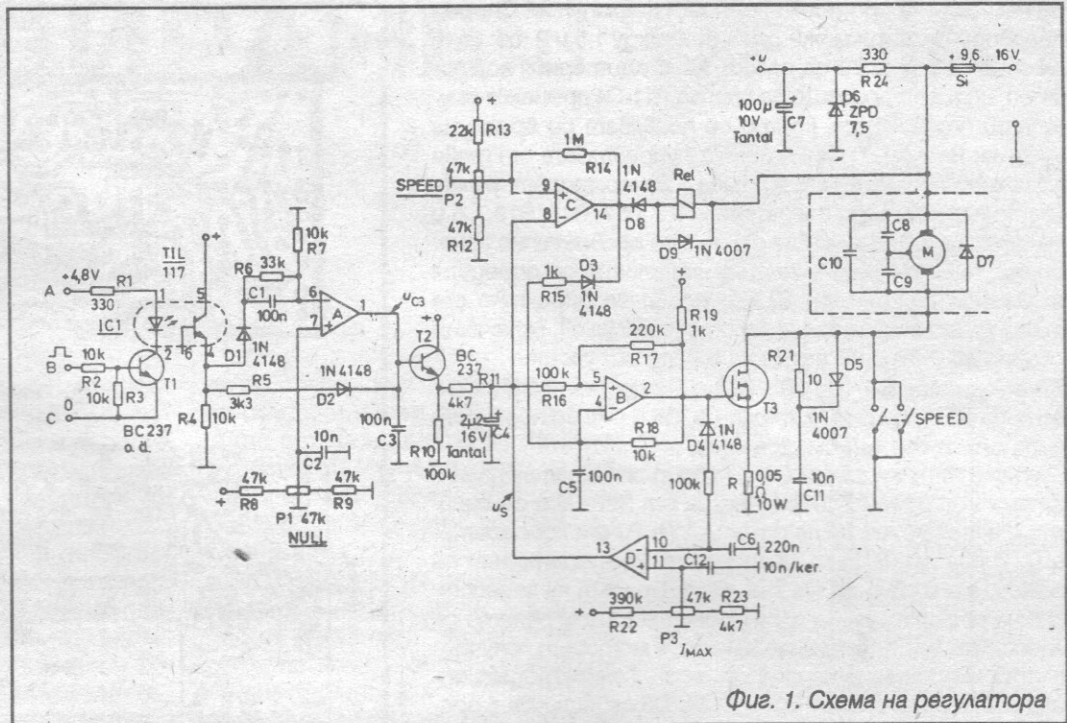 +u
330
R24
+ 9,6
16V
Si
100µ
10V
Tantal
C7
D6
ZPD
7,5
+
22k
R13
47k
SPEED
P2
47k
R12
1M
R14
9
8
C
14
1N
4148
D8
Rel
D9
1N 4007
C8
C10
M
C9
D7
1k
R15
D3
1N
4148
+
10k
R7
R6
33k
C1
100n
6
7
A
1
uC3
TIL
117
+
5
A
+4,8V
R1
330
1
IC1
2
6
4
B
10k
R2
10k
R3
T1
C
0
BC 237
o. d.
D1
1N
4148
R5
3k3
R4
10k
1N 4148
D2
100n
C3
10n
C2
+
47k
R8
47k
R9
P1 47k
NULL
T2
+
BC
237
4k7
R11
2µ2
16V
Tantal
C4
R10
100k
uS
100k
R16
220k
R17
R19
1k
+
5
4
B
2
R18
10k
C5
100n
D4
1N
4148
100k
T3
R
0,05
Ω
10W
R21
10
D5
1N
4007
10n
C11
SPEED
13
D
10
11
C6
220n
C12
10n/ker.
+
390k
R22
47k
R23
4k7
P3
IMAX
Фиг. 1. Схема на регулатора